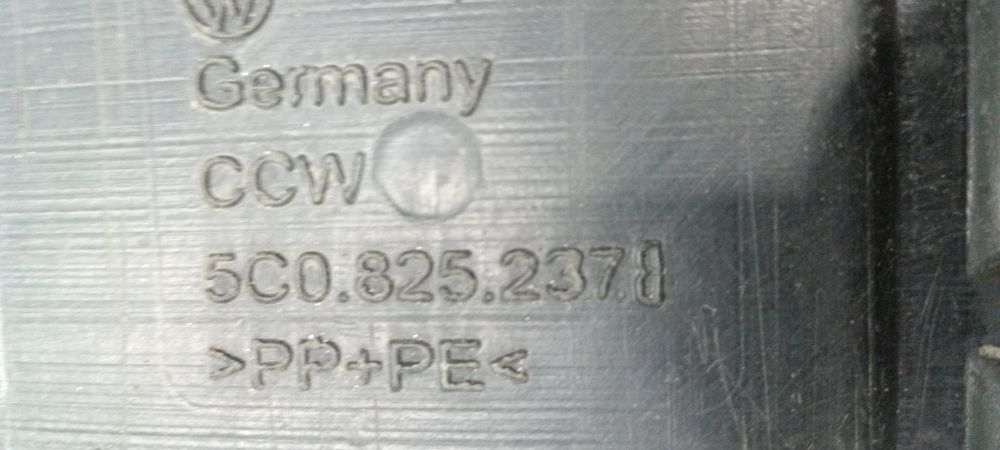 Germany
CCW
5C0.825.237.
>PP+PE<